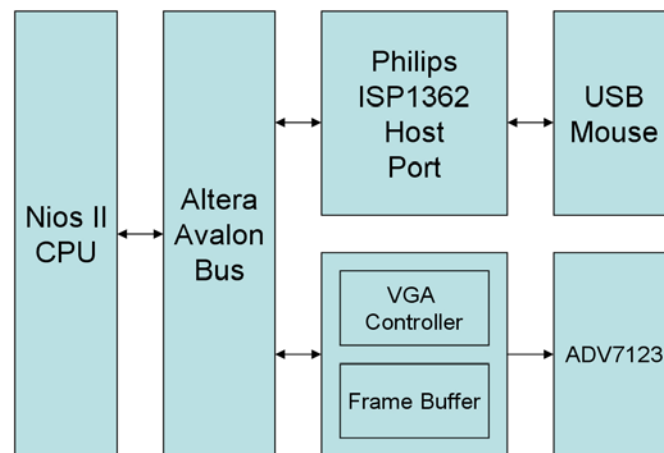 Nios II
CPU
Altera
Avalon
Bus
Philips
ISP1362
Host
Port
USB
Mouse
VGA
Controller
Frame Buffer
ADV7123